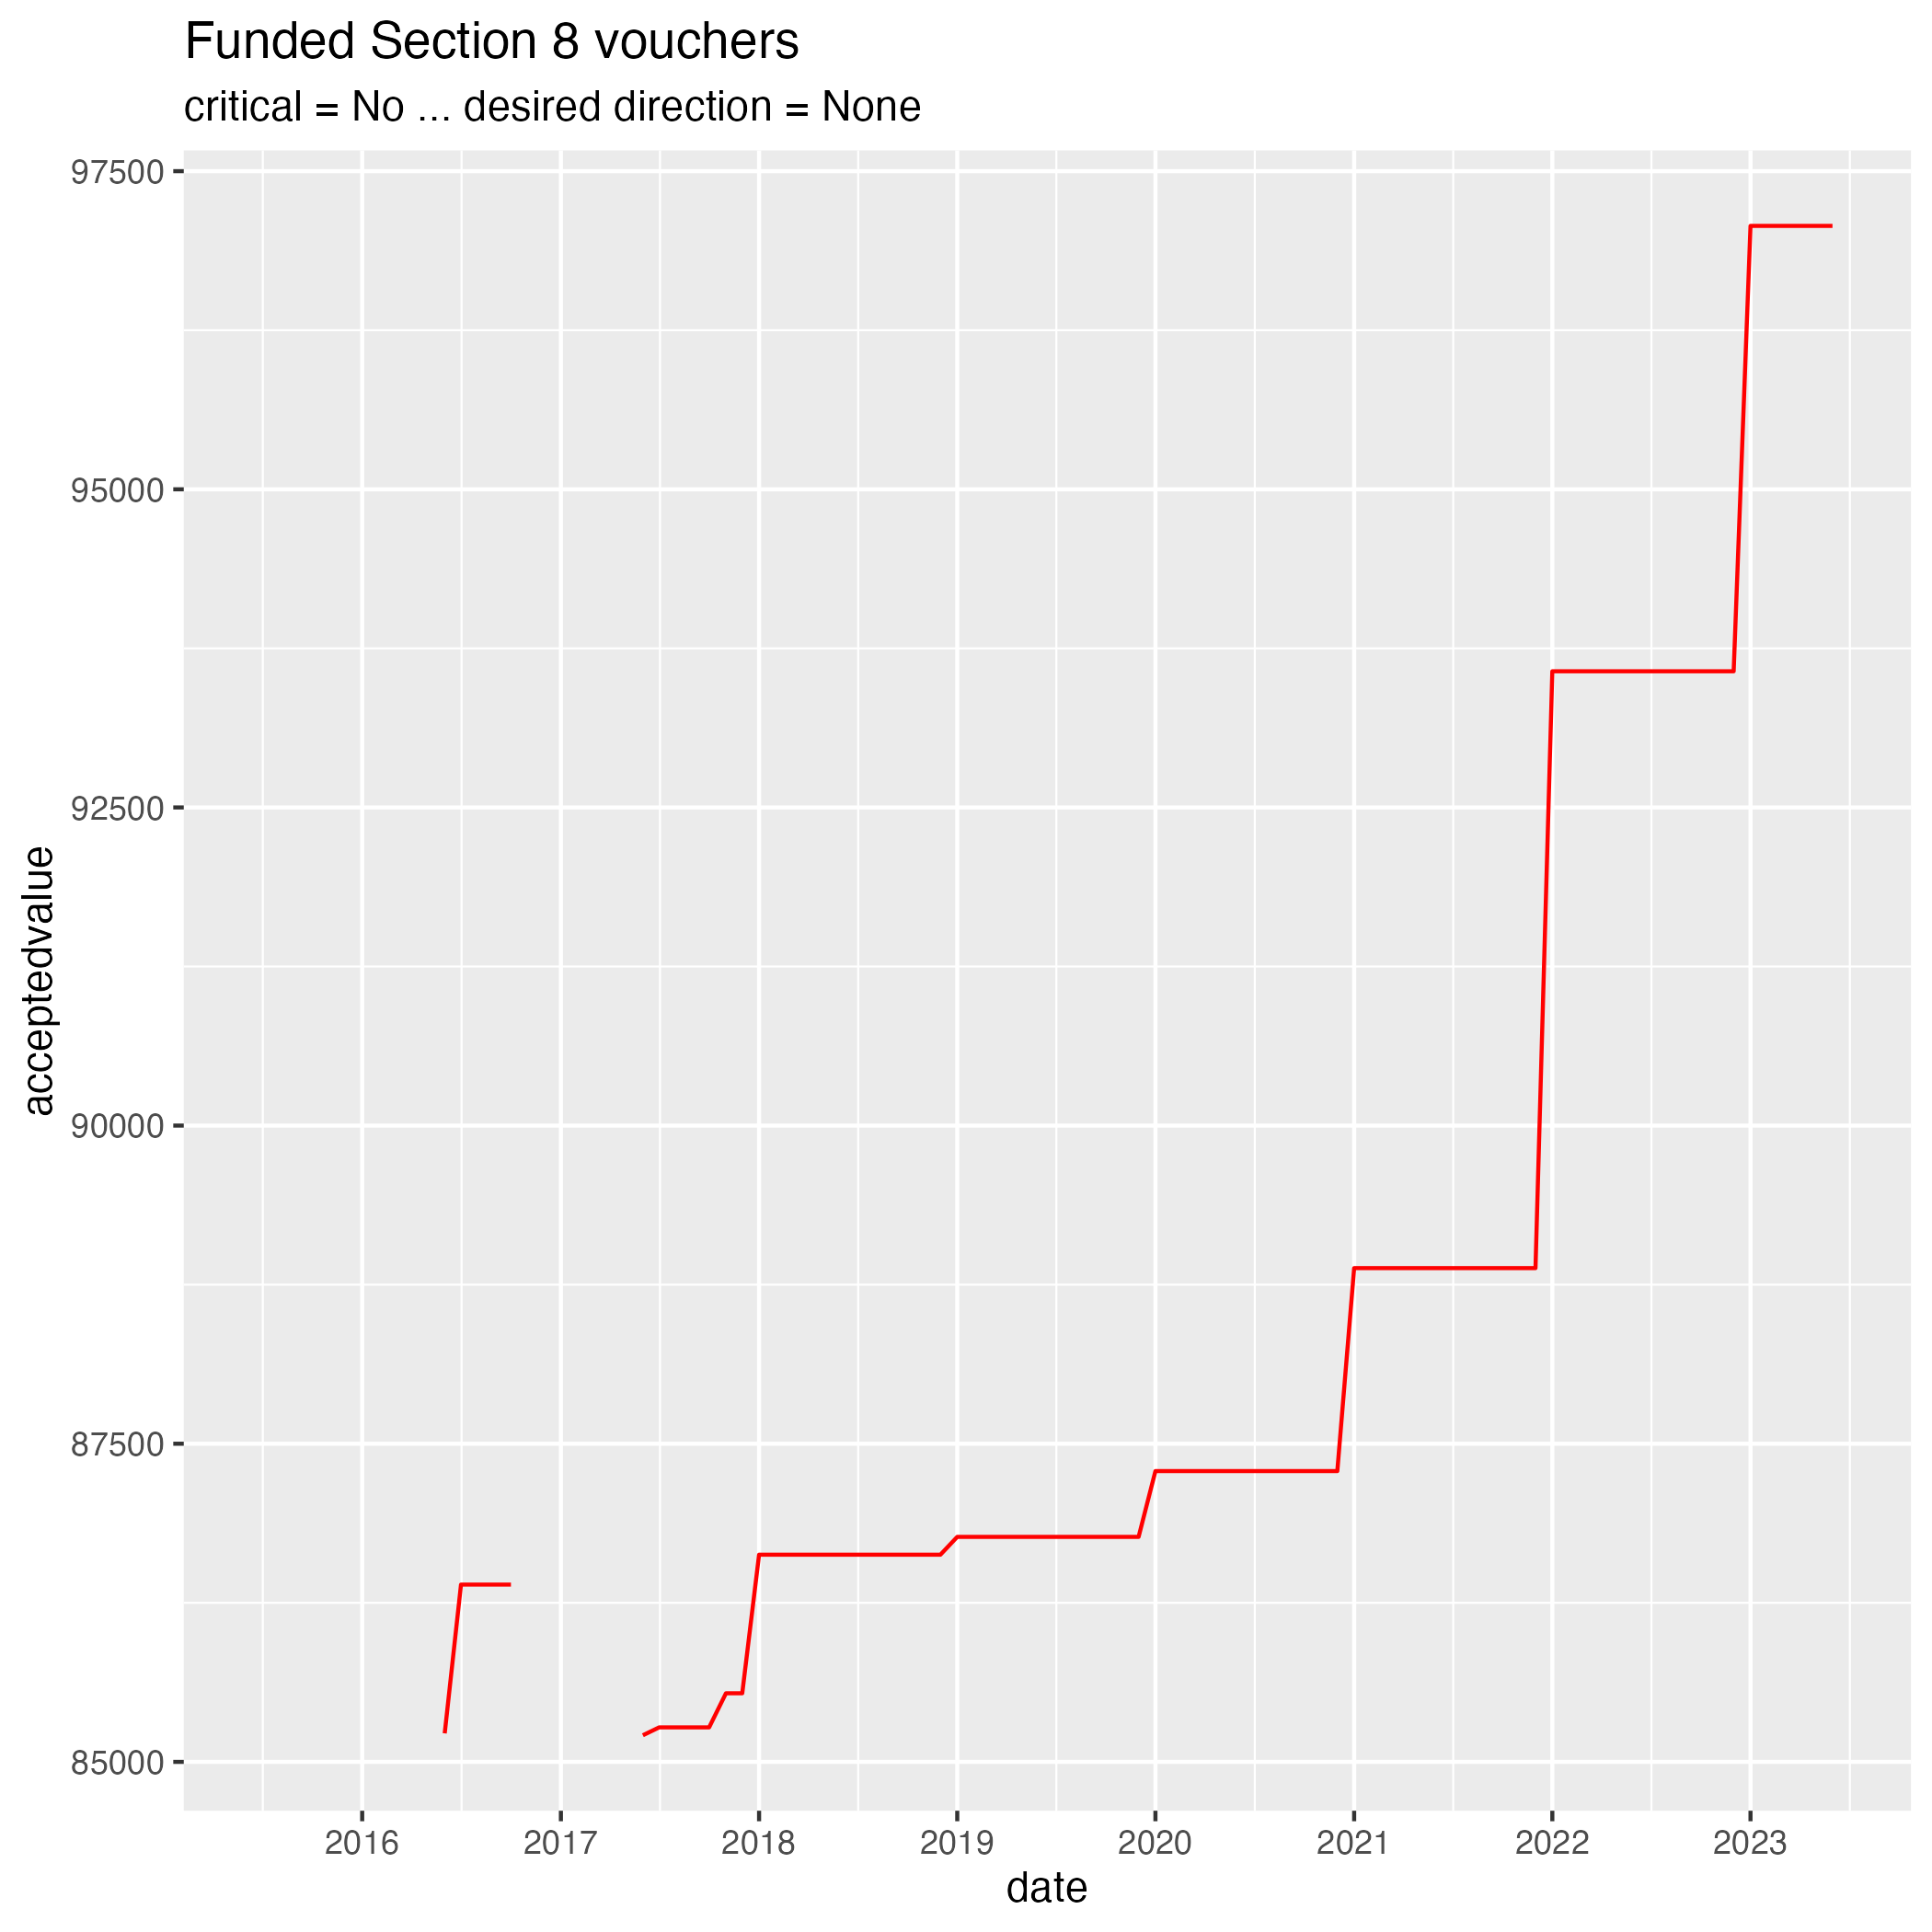 Funded Section 8 vouchers
critical = No ... desired direction = None
97500
95000
92500
90000
87500
85000
acceptedvalue
2016 2017 2018 2019 2020 2021 2022 2023
date